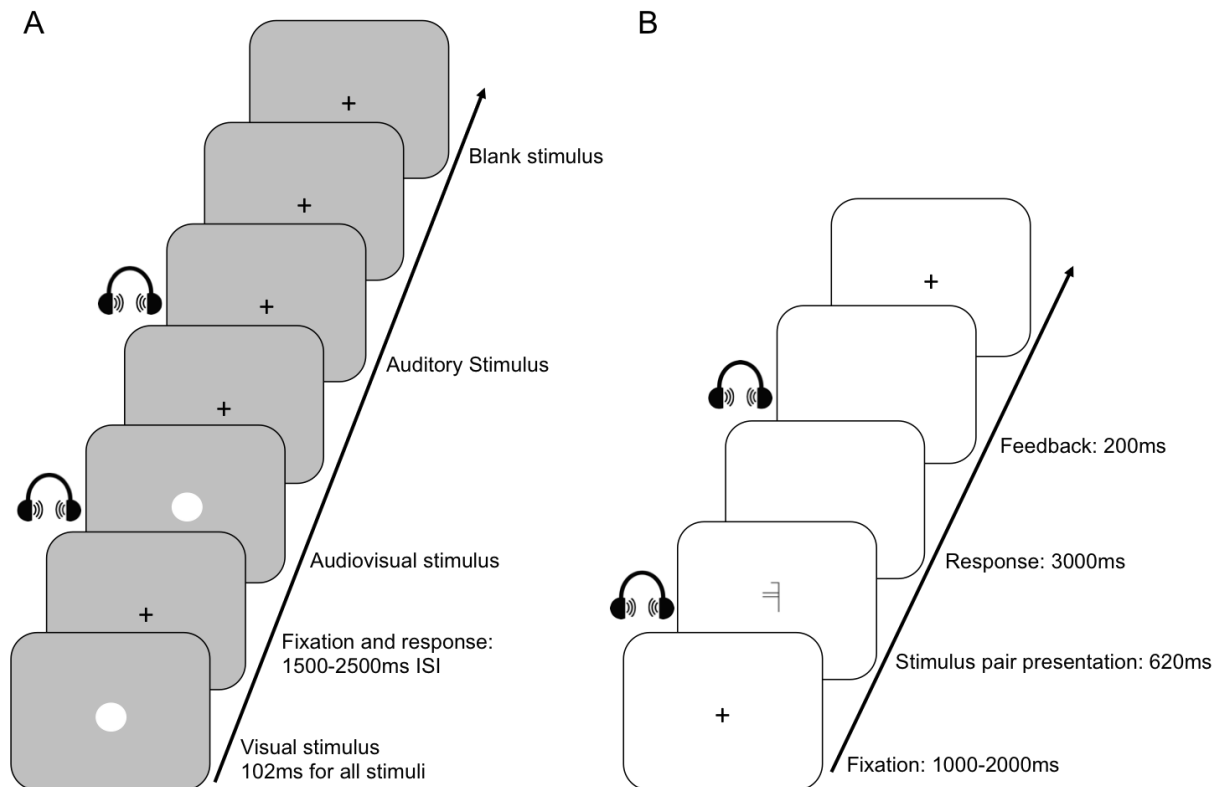 A
Blank stimulus
Auditory Stimulus
Audiovisual stimulus
Fixation and response:
1500-2500ms ISI
Visual stimulus
102ms for all stimuli
B
Feedback: 200ms
Response: 3000ms
Stimulus pair presentation: 620ms
Fixation: 1000-2000ms